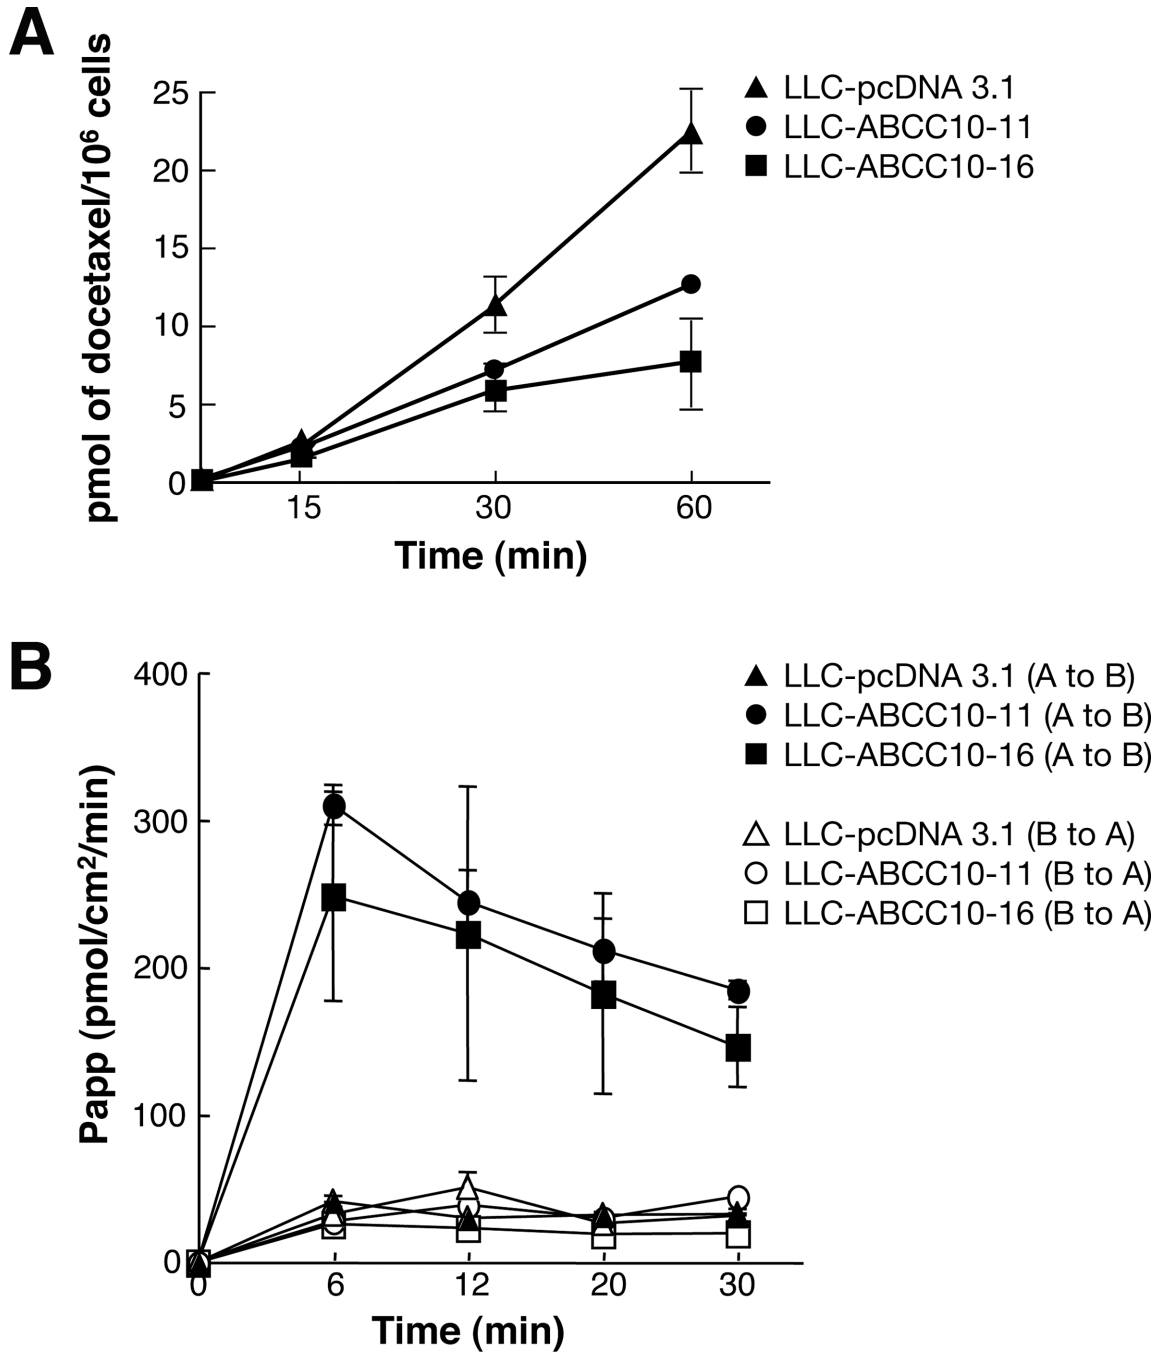 A
pmol of docetaxel/10⁶ cells
25
20
15
10
5
0
15 30 60
Time (min)
LLC-pcDNA 3.1
LLC-ABCC10-11
LLC-ABCC10-16
B
Papp (pmol/cm²/min)
400
300
200
100
0
0 6 12 20 30
Time (min)
LLC-pcDNA 3.1 (A to B)
LLC-ABCC10-11 (A to B)
LLC-ABCC10-16 (A to B)
LLC-pcDNA 3.1 (B to A)
LLC-ABCC10-11 (B to A)
LLC-ABCC10-16 (B to A)